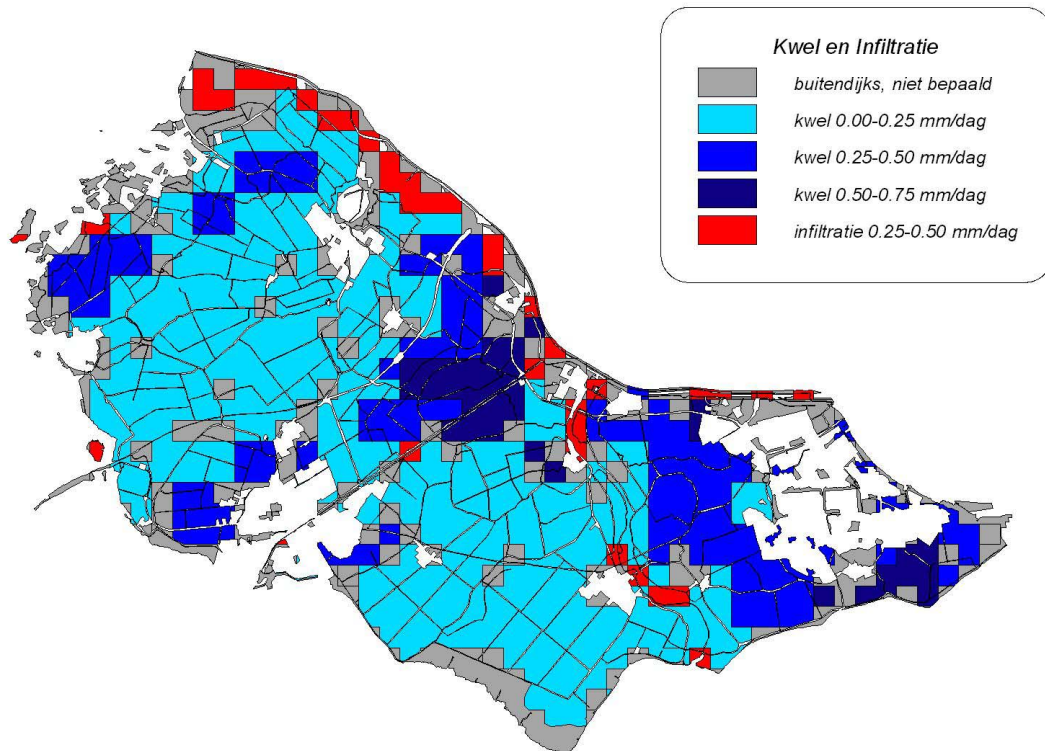 Kwel en Infiltratie
buitendijks, niet bepaald
kwel 0.00-0.25 mm/dag
kwel 0.25-0.50 mm/dag
kwel 0.50-0.75 mm/dag
infiltratie 0.25-0.50 mm/dag